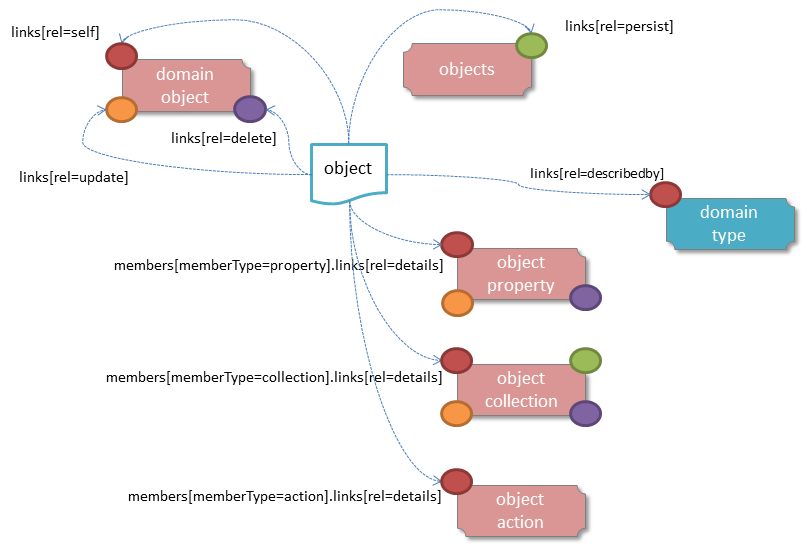 links[rel=self]
links[rel=persist]
domain
object
objects
links[rel=delete]
links[rel=update]
object
links[rel=describedby]
domain
type
members[memberType=property].links[rel=details]
object
property
members[memberType=collection].links[rel=details]
object
collection
members[memberType=action].links[rel=details]
object
action